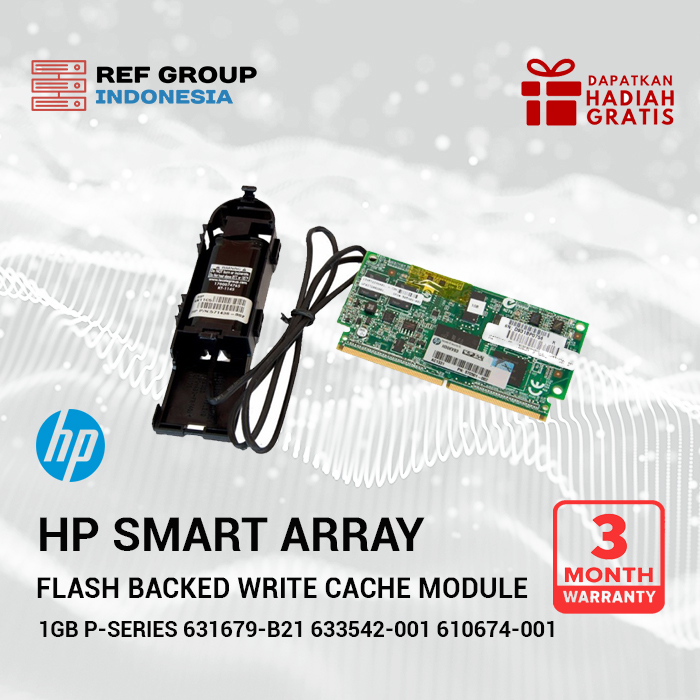 REF GROUP
INDONESIA
DAPATKAN
HADIAH
GRATIS
hp
HP SMART ARRAY
FLASH BACKED WRITE CACHE MODULE
1GB P-SERIES 631679-B21 633542-001 610674-001
3
MONTH
WARRANTY